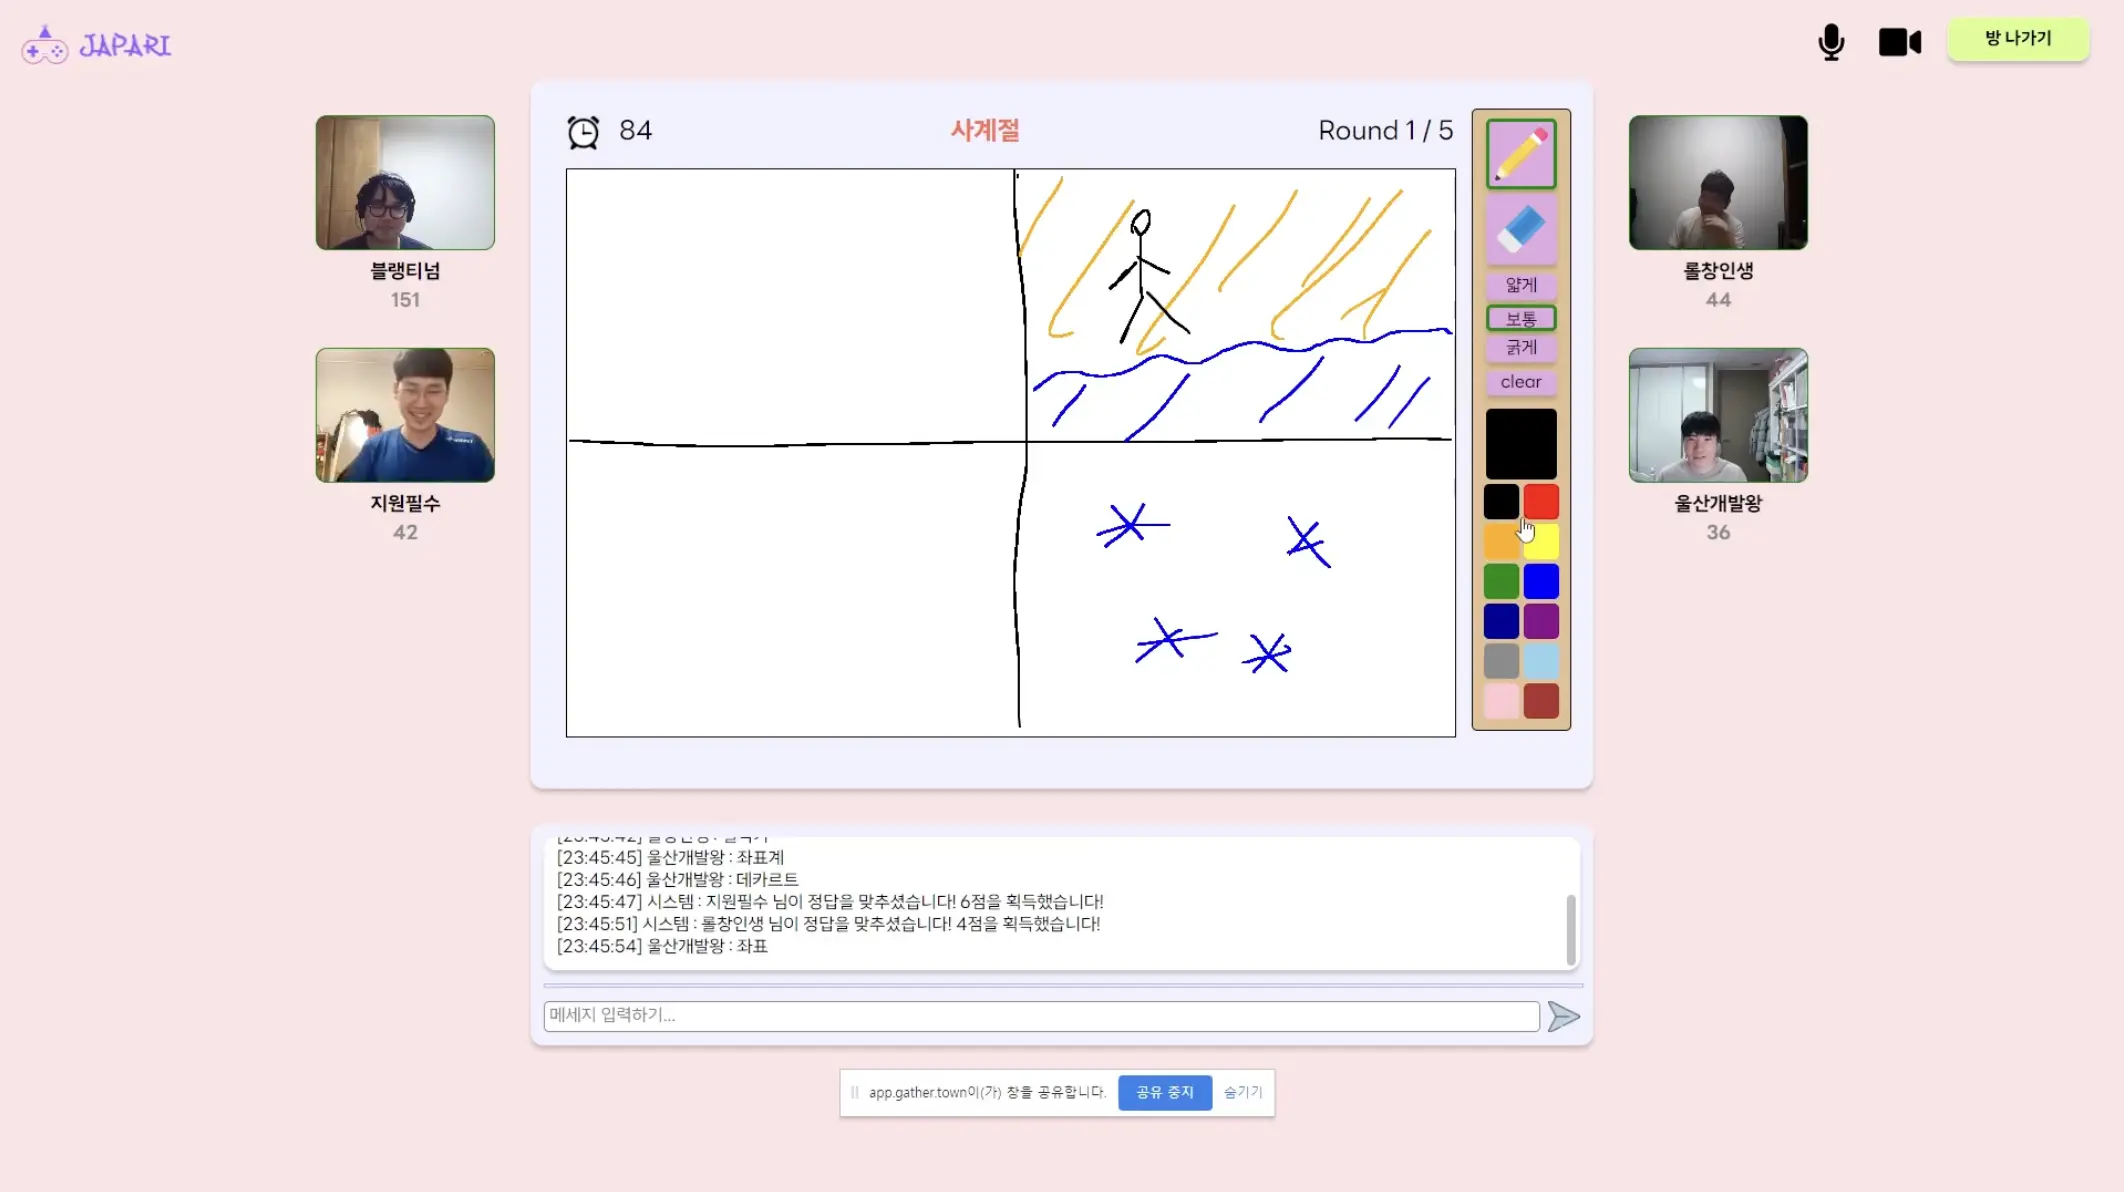 JAPARI
방 나가기
84
사계절
Round 1 / 5
블랭티넘
151
지원필수
42
롤창인생
44
울산개발왕
36
얇게
보통
굵게
clear
[23:45:45] 울산개발왕 : 좌표계
[23:45:46] 울산개발왕 : 데카르트
[23:45:47] 시스템 : 지원필수 님이 정답을 맞추셨습니다! 6점을 획득했습니다!
[23:45:51] 시스템 : 롤창인생 님이 정답을 맞추셨습니다! 4점을 획득했습니다!
[23:45:54] 울산개발왕 : 좌표
메세지 입력하기...
app.gather.town이(가) 창을 공유합니다.
공유 중지
숨기기